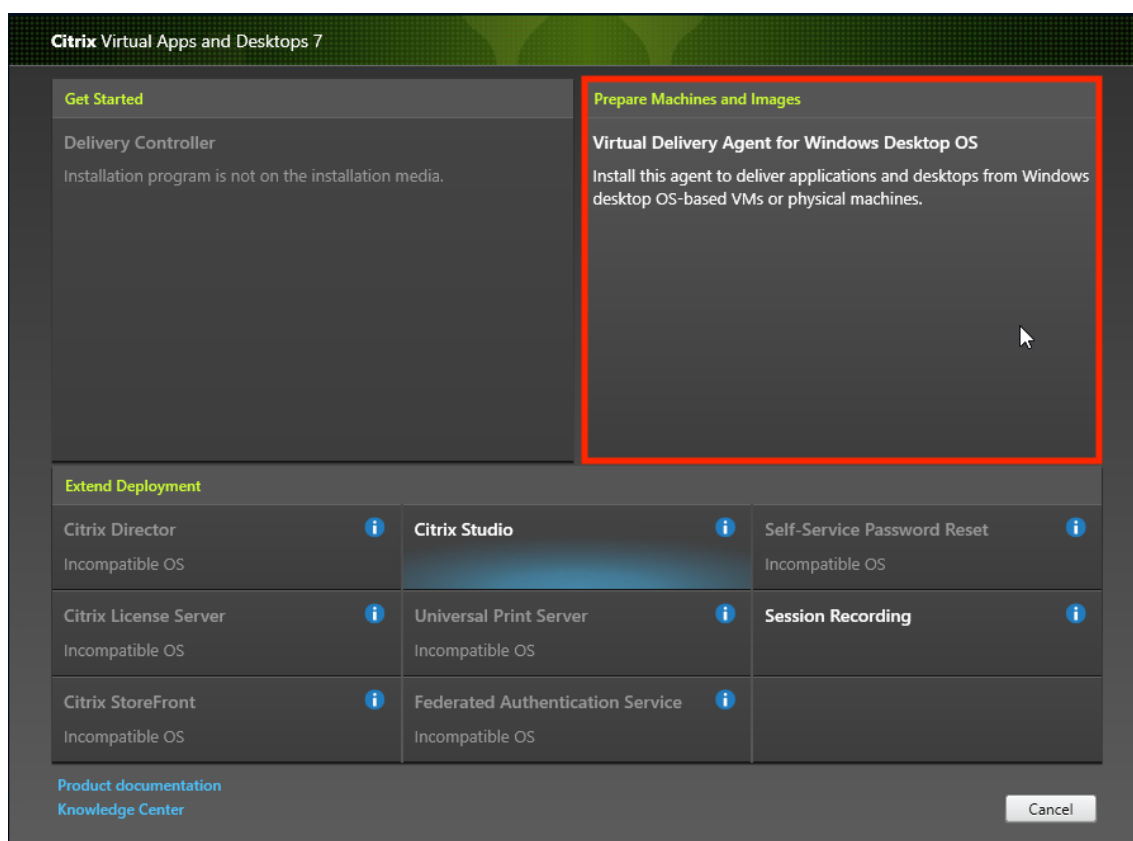 Citrix Virtual Apps and Desktops 7
Get Started
Delivery Controller
Installation program is not on the installation media.
Prepare Machines and Images
Virtual Delivery Agent for Windows Desktop OS
Install this agent to deliver applications and desktops from Windows
desktop OS-based VMs or physical machines.
Extend Deployment
Citrix Director
Incompatible OS
Citrix Studio
Self-Service Password Reset
Incompatible OS
Citrix License Server
Incompatible OS
Universal Print Server
Incompatible OS
Session Recording
Citrix StoreFront
Incompatible OS
Federated Authentication Service
Incompatible OS
Product documentation
Knowledge Center
Cancel